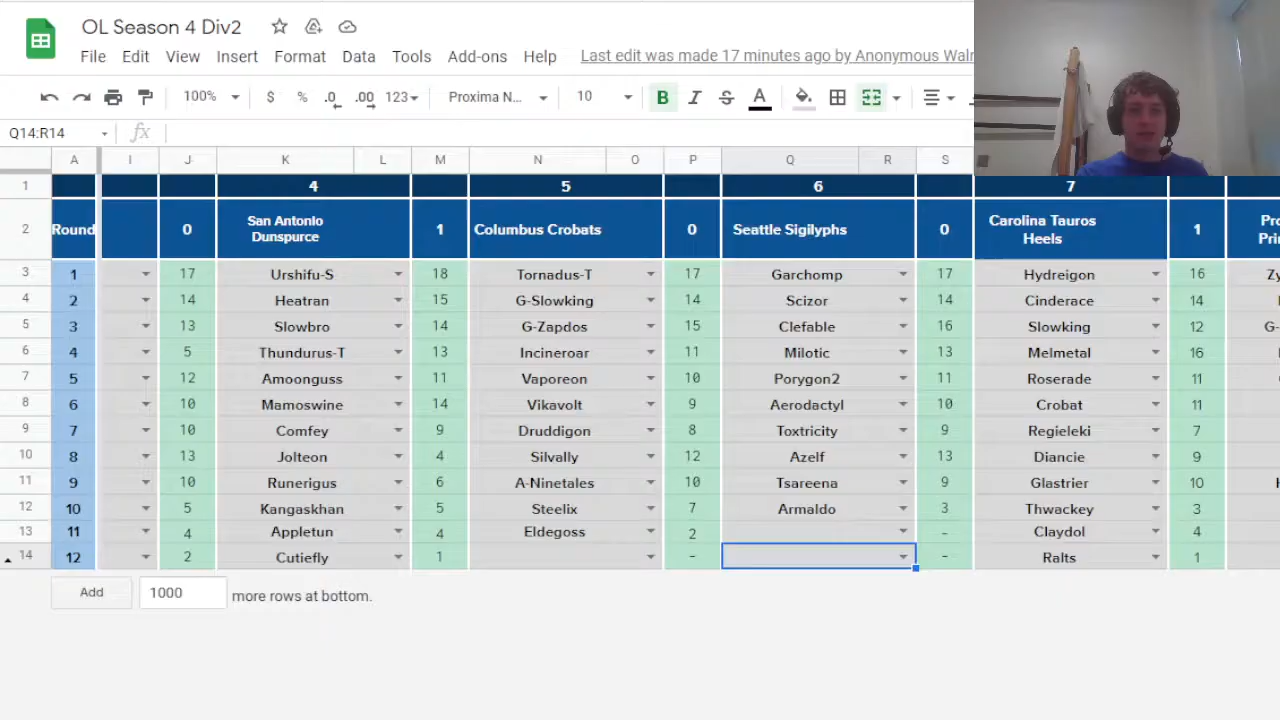 OL Season 4 Div2
File Edit View Insert Format Data Tools Add-ons Help Last edit was made 17 minutes ago by Anonymous Walr
100% $ % .0 .00 123 Proxima N... 10 B I S A
Q14:R14 fx
A I J K L M N O P Q R S
1 4 5 6 7
2 Round 0 San Antonio Dunspurce 1 Columbus Crobats 0 Seattle Sigilyphs 0 Carolina Tauros Heels 1 Pro Prin
3 1 17 Urshifu-S 18 Tornadus-T 17 Garchomp 17 Hydreigon 16 Zy
4 2 14 Heatran 15 G-Slowking 14 Scizor 14 Cinderace 14
5 3 13 Slowbro 14 G-Zapdos 15 Clefable 16 Slowking 12 G-
6 4 5 Thundurus-T 13 Incineroar 11 Milotic 13 Melmetal 16
7 5 12 Amoonguss 11 Vaporeon 10 Porygon2 11 Roserade 11
8 6 10 Mamoswine 14 Vikavolt 9 Aerodactyl 10 Crobat 11
9 7 10 Comfey 9 Druddigon 8 Toxtricity 9 Regieleki 7
10 8 13 Jolteon 4 Silvally 12 Azelf 13 Diancie 9
11 9 10 Runerigus 6 A-Ninetales 10 Tsareena 9 Glastrier 10
12 10 5 Kangaskhan 5 Steelix 7 Armaldo 3 Thwackey 3
13 11 4 Appletun 4 Eldegoss 2 - Claydol 4
14 12 2 Cutiefly 1 - - Ralts 1
Add 1000 more rows at bottom.